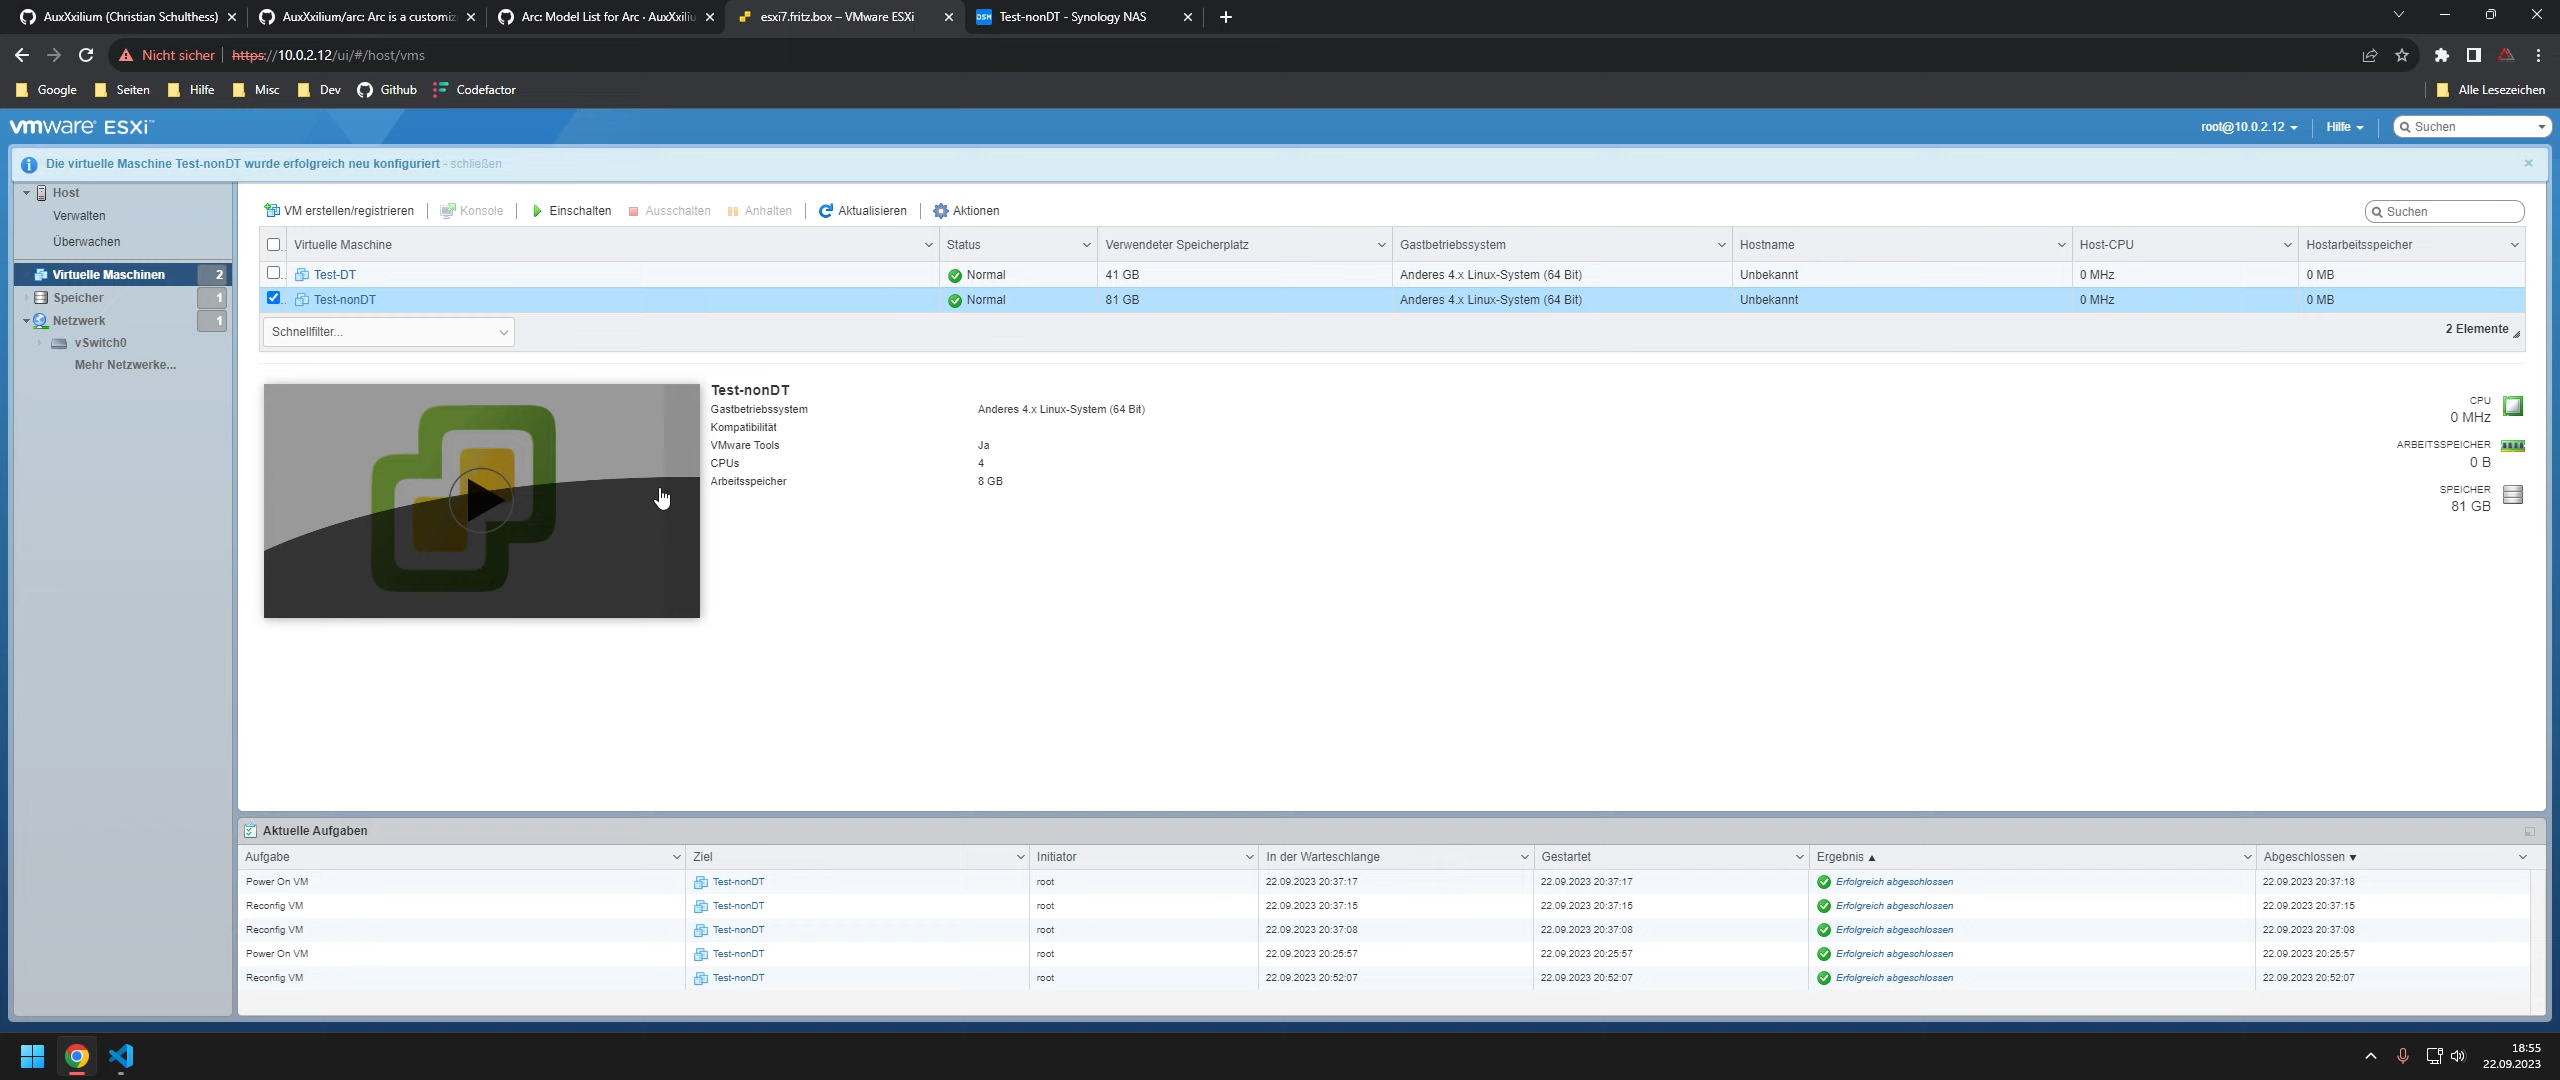 AuxXxilium (Christian Schulthess)
AuxXxilium/arc: Arc is a customiz
Arc: Model List for Arc · AuxXxiliu
esxi7.fritz.box – VMware ESXi
DSM Test-nonDT - Synology NAS
Nicht sicher https://10.0.2.12/ui/#/host/vms
Google Seiten Hilfe Misc Dev Github Codefactor Alle Lesezeichen
vmware ESXi™ root@10.0.2.12 Hilfe Suchen
Die virtuelle Maschine Test-nonDT wurde erfolgreich neu konfiguriert - schließen
Host
Verwalten
Überwachen
Virtuelle Maschinen 2
Speicher 1
Netzwerk 1
vSwitch0
Mehr Netzwerke...
VM erstellen/registrieren Konsole Einschalten Ausschalten Anhalten Aktualisieren Aktionen Suchen
Virtuelle Maschine Status Verwendeter Speicherplatz Gastbetriebssystem Hostname Host-CPU Hostarbeitsspeicher
Test-DT Normal 41 GB Anderes 4.x Linux-System (64 Bit) Unbekannt 0 MHz 0 MB
Test-nonDT Normal 81 GB Anderes 4.x Linux-System (64 Bit) Unbekannt 0 MHz 0 MB
Schnellfilter... 2 Elemente
Test-nonDT
Gastbetriebssystem Anderes 4.x Linux-System (64 Bit)
Kompatibilität
VMware Tools Ja
CPUs 4
Arbeitsspeicher 8 GB
CPU
0 MHz
ARBEITSSPEICHER
0 B
SPEICHER
81 GB
Aktuelle Aufgaben
Aufgabe Ziel Initiator In der Warteschlange Gestartet Ergebnis ▲ Abgeschlossen ▼
Power On VM Test-nonDT root 22.09.2023 20:37:17 22.09.2023 20:37:17 Erfolgreich abgeschlossen 22.09.2023 20:37:18
Reconfig VM Test-nonDT root 22.09.2023 20:37:15 22.09.2023 20:37:15 Erfolgreich abgeschlossen 22.09.2023 20:37:15
Reconfig VM Test-nonDT root 22.09.2023 20:37:08 22.09.2023 20:37:08 Erfolgreich abgeschlossen 22.09.2023 20:37:08
Power On VM Test-nonDT root 22.09.2023 20:25:57 22.09.2023 20:25:57 Erfolgreich abgeschlossen 22.09.2023 20:25:57
Reconfig VM Test-nonDT root 22.09.2023 20:52:07 22.09.2023 20:52:07 Erfolgreich abgeschlossen 22.09.2023 20:52:07
18:55
22.09.2023